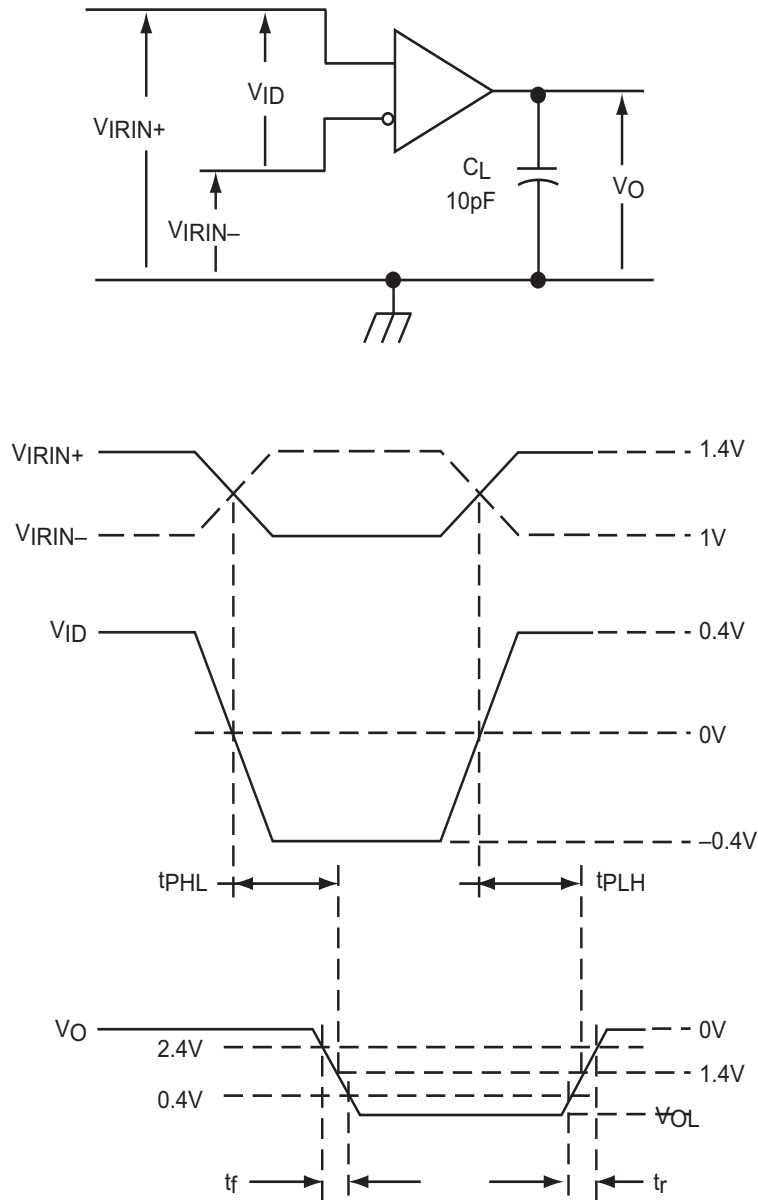 VID
VIRIN+
CL
10pF
VO
VIRIN–
VIRIN+
1.4V
VIRIN–
1V
VID
0.4V
0V
–0.4V
tPHL
tPLH
VO
0V
2.4V
1.4V
0.4V
VOL
tf
tr